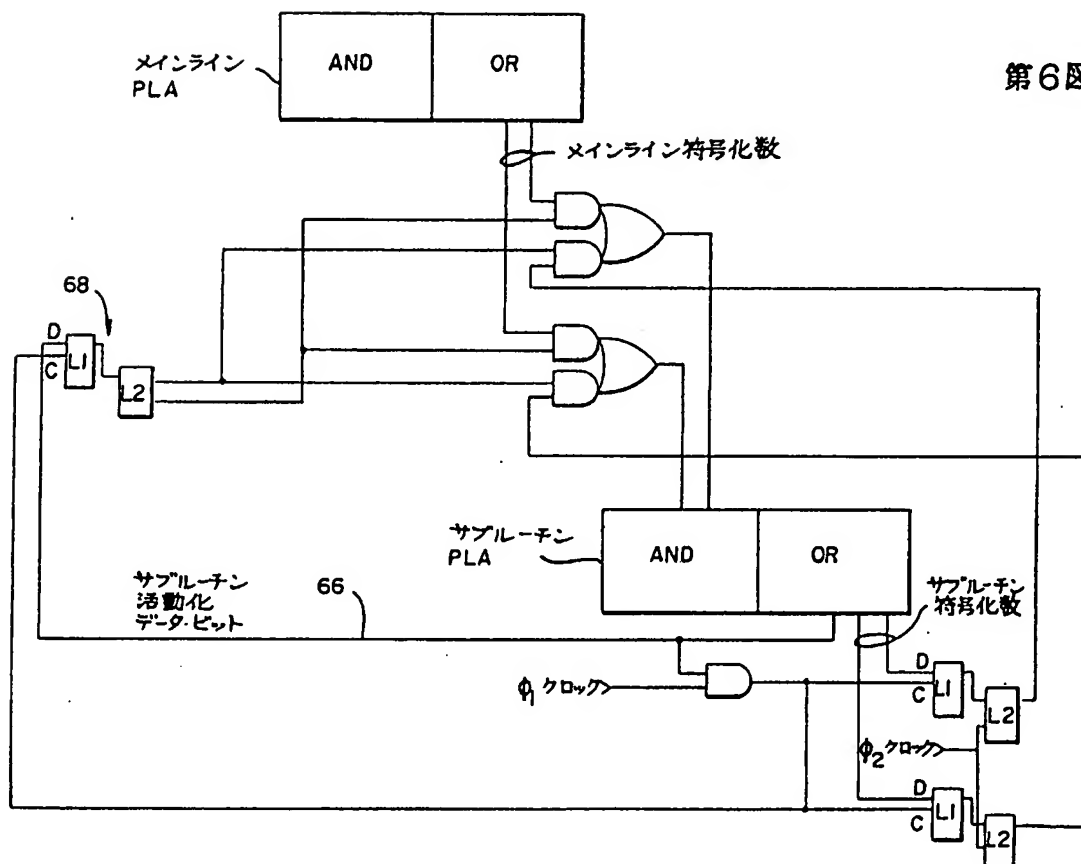 第6図
メインライン
PLA
AND
OR
メインライン符号化数
68
D
C
L1
L2
サブルーチン
PLA
AND
OR
サブルーチン
活動化
データ・ビット
66
サブルーチン
符号化数
φ1 クロック
D
C
L1
L2
φ2 クロック
D
C
L1
L2